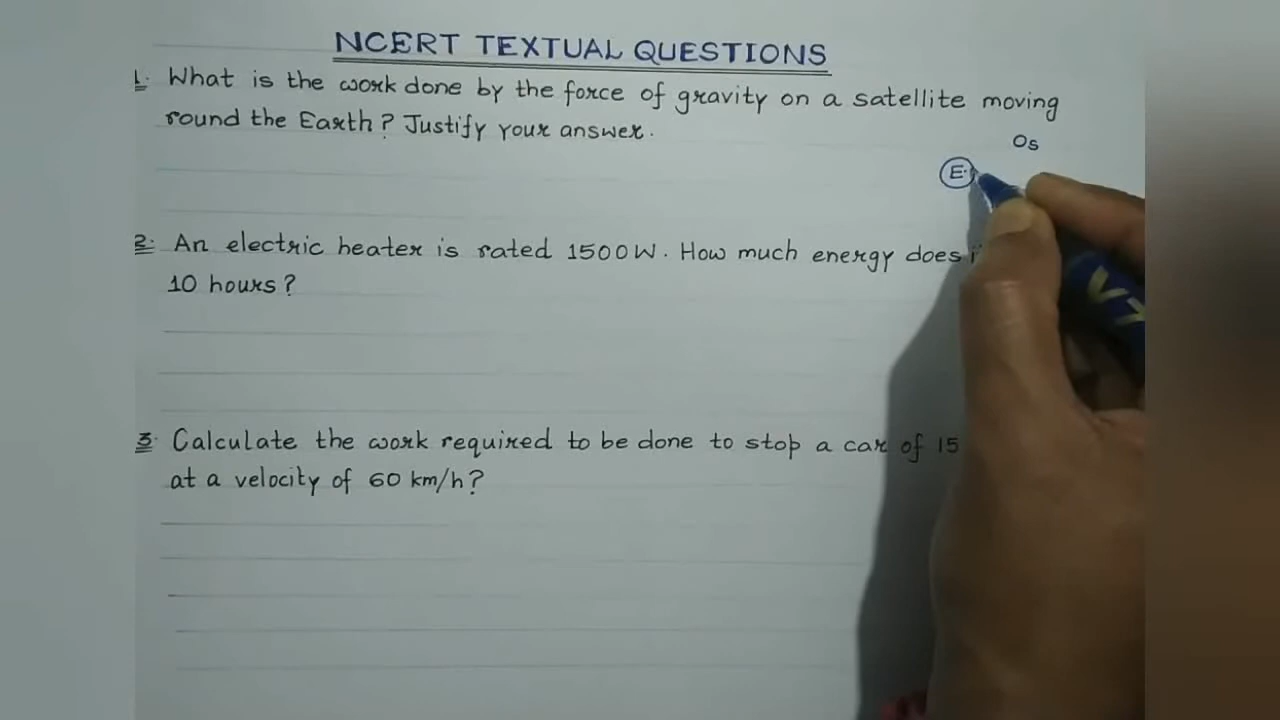 NCERT TEXTUAL QUESTIONS
1. What is the work done by the force of gravity on a satellite moving
round the Earth? Justify your answer.
Os
E
2. An electric heater is rated 1500W. How much energy does
10 hours?
3. Calculate the work required to be done to stop a car of 15
at a velocity of 60 km/h?